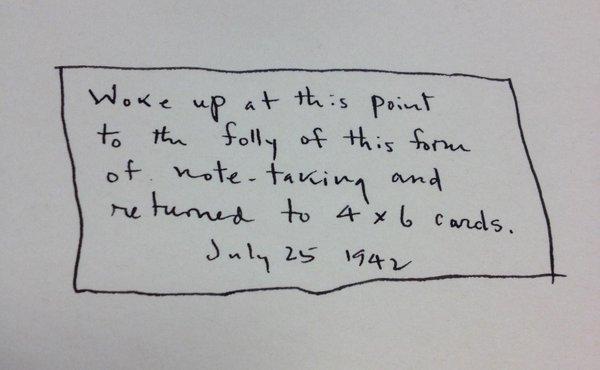 Woke up at this point
to the folly of this form
of note-taking and
returned to 4 x 6 cards.
July 25 1942